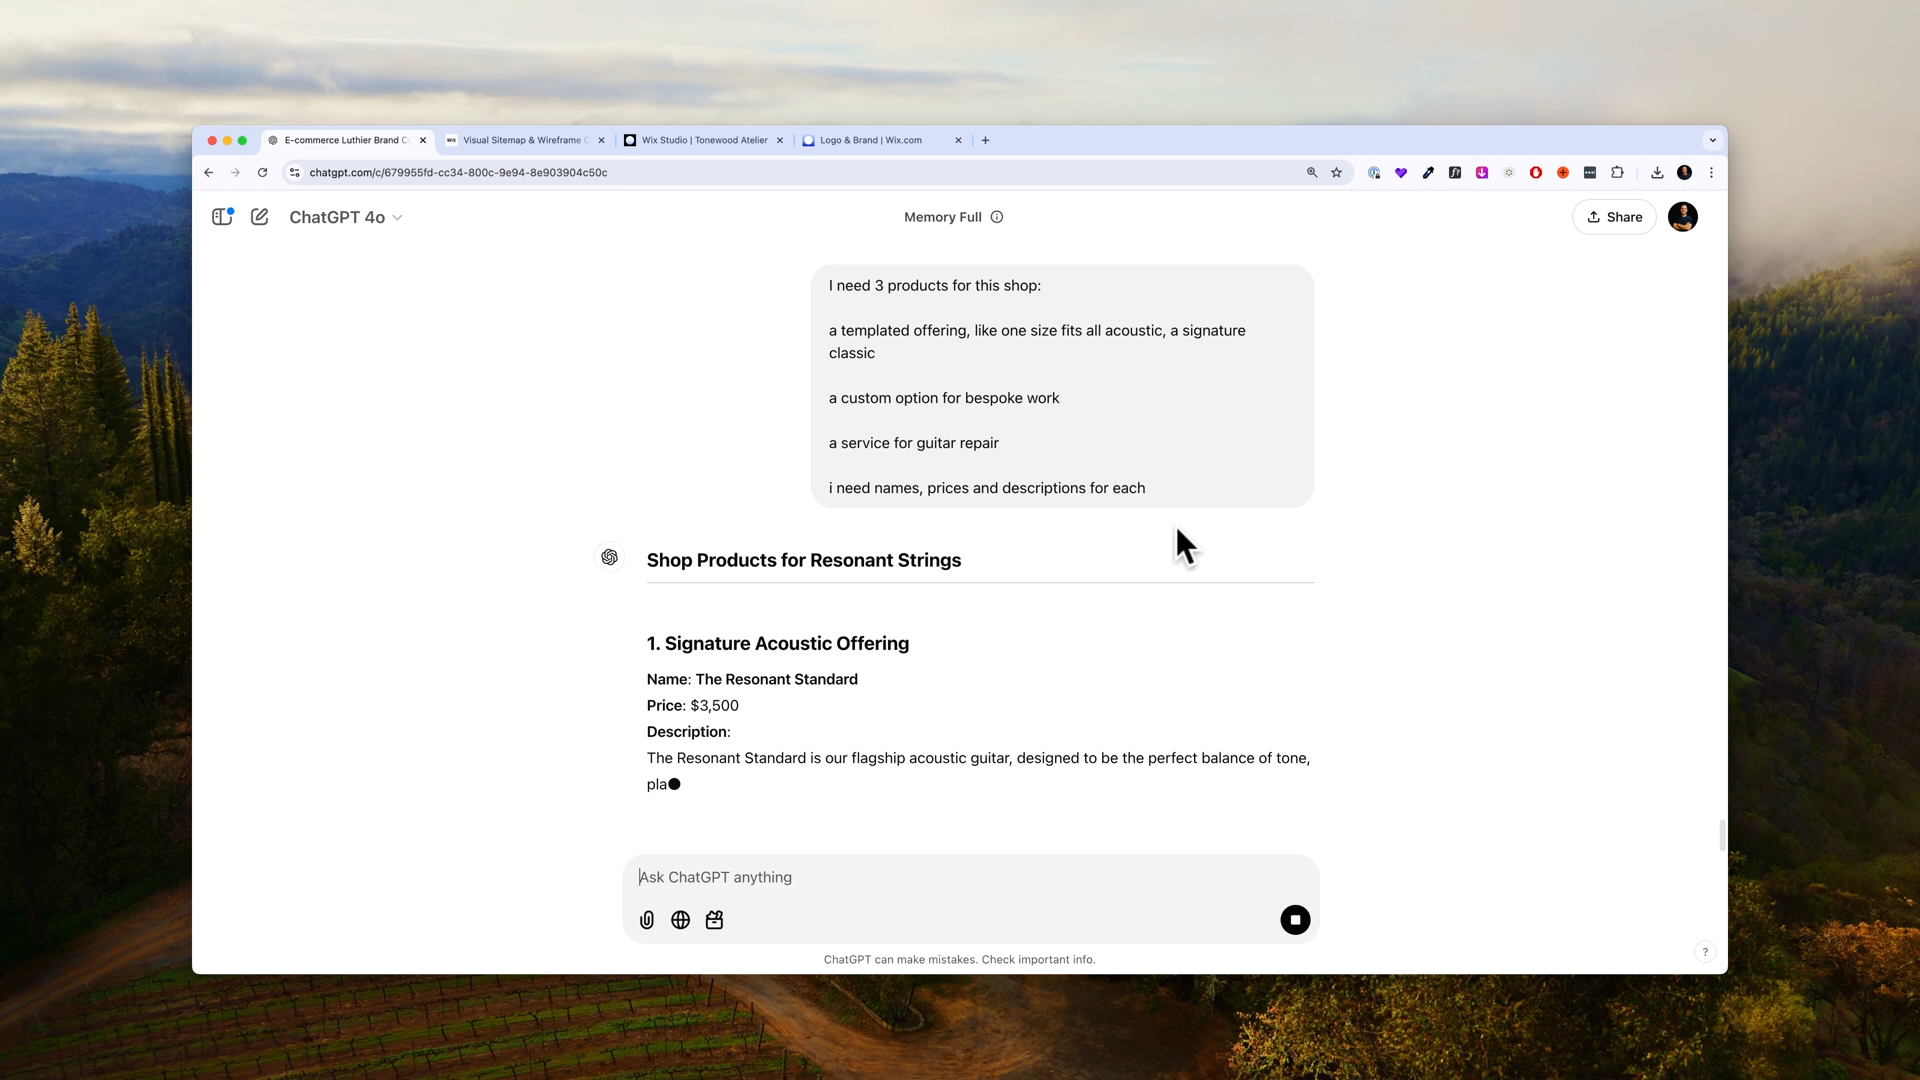 E-commerce Luthier Brand C
Visual Sitemap & Wireframe
Wix Studio | Tonewood Atelier
Logo & Brand | Wix.com
chatgpt.com/c/679955fd-cc34-800c-9e94-8e903904c50c
ChatGPT 4o
Memory Full
Share
I need 3 products for this shop:
a templated offering, like one size fits all acoustic, a signature
classic
a custom option for bespoke work
a service for guitar repair
i need names, prices and descriptions for each
Shop Products for Resonant Strings
1. Signature Acoustic Offering
Name: The Resonant Standard
Price: $3,500
Description:
The Resonant Standard is our flagship acoustic guitar, designed to be the perfect balance of tone,
pla
Ask ChatGPT anything
ChatGPT can make mistakes. Check important info.
?